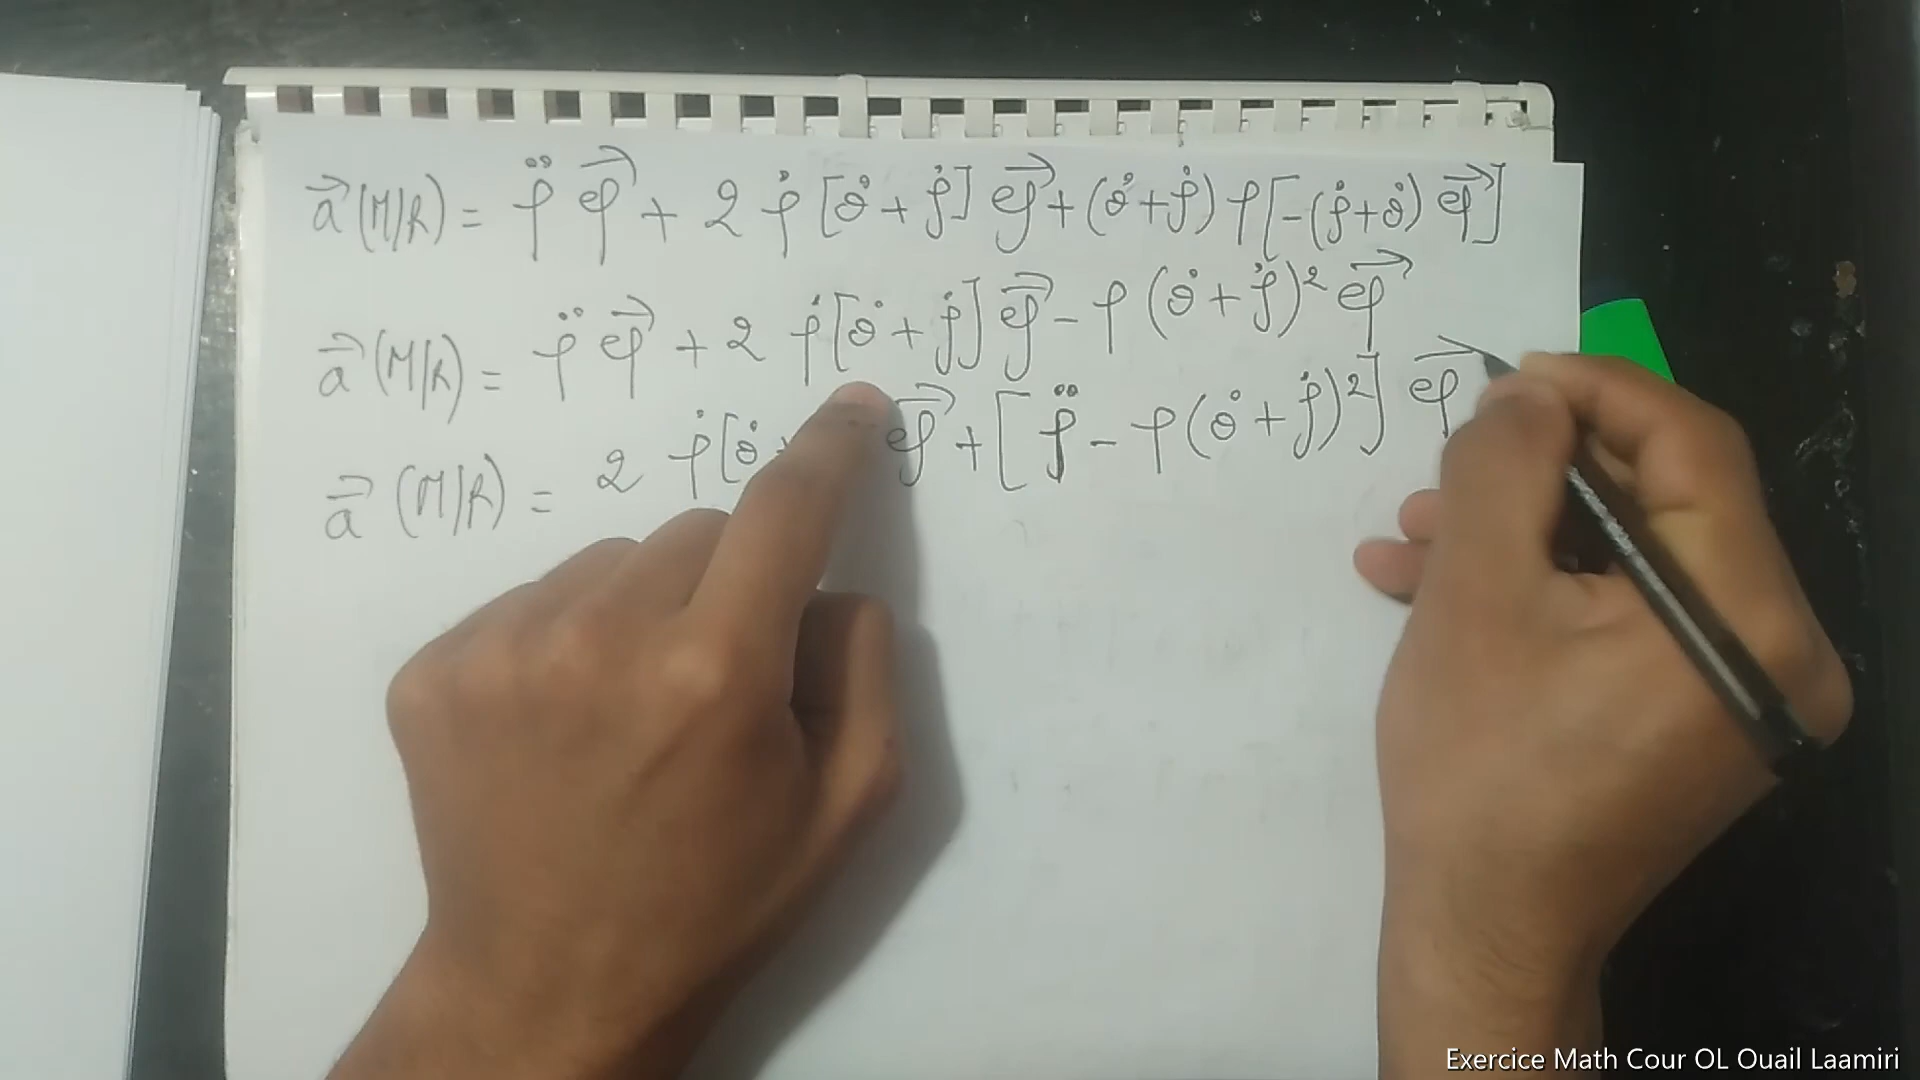 a⃗ (M/R) = ρ̈ e⃗ρ + 2 ρ̇ [θ̇ + φ̇] e⃗φ + (θ̇ + φ̇) ρ [-(φ̇ + θ̇) e⃗ρ]
a⃗ (M/R) = ρ̈ e⃗ρ + 2 ρ̇ [θ̇ + φ̇] e⃗φ - ρ (θ̇ + φ̇)² e⃗ρ
a⃗ (M/R) = 2 ρ̇ [θ̇ + e⃗φ + [ρ̈ - ρ (θ̇ + φ̇)²] e⃗ρ
Exercice Math Cour OL Ouail Laamiri